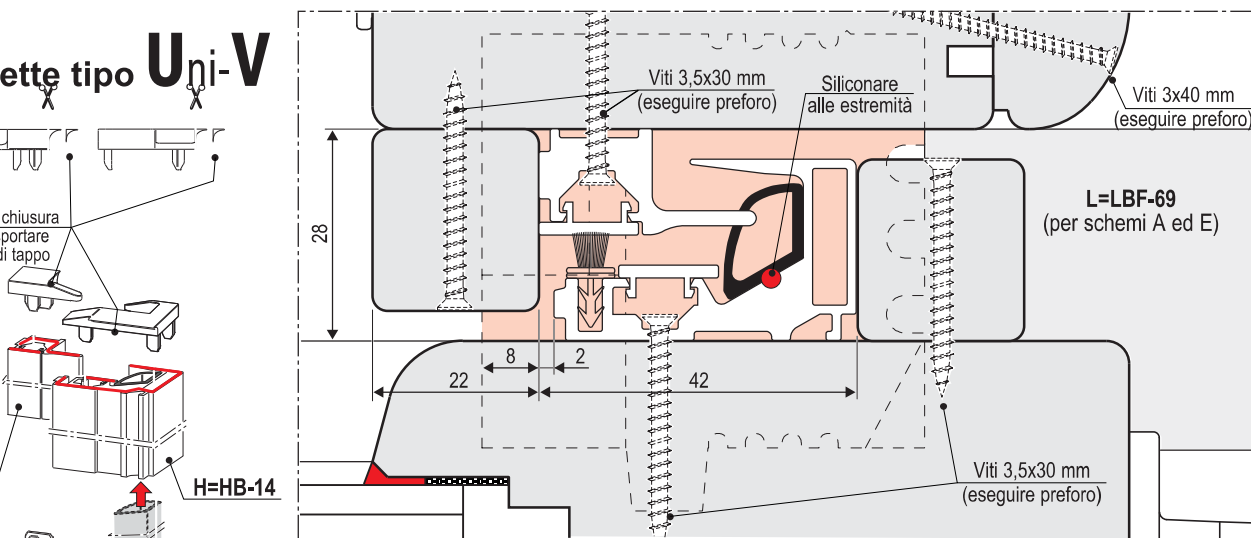 ette tipo Uni-V
Viti 3,5x30 mm
(eseguire preforo)
Siliconare
alle estremità
Viti 3x40 mm
(eseguire preforo)
L=LBF-69
(per schemi A ed E)
chiusura
sportare
di tappo
28
8
2
22
42
H=HB-14
Viti 3,5x30 mm
(eseguire preforo)